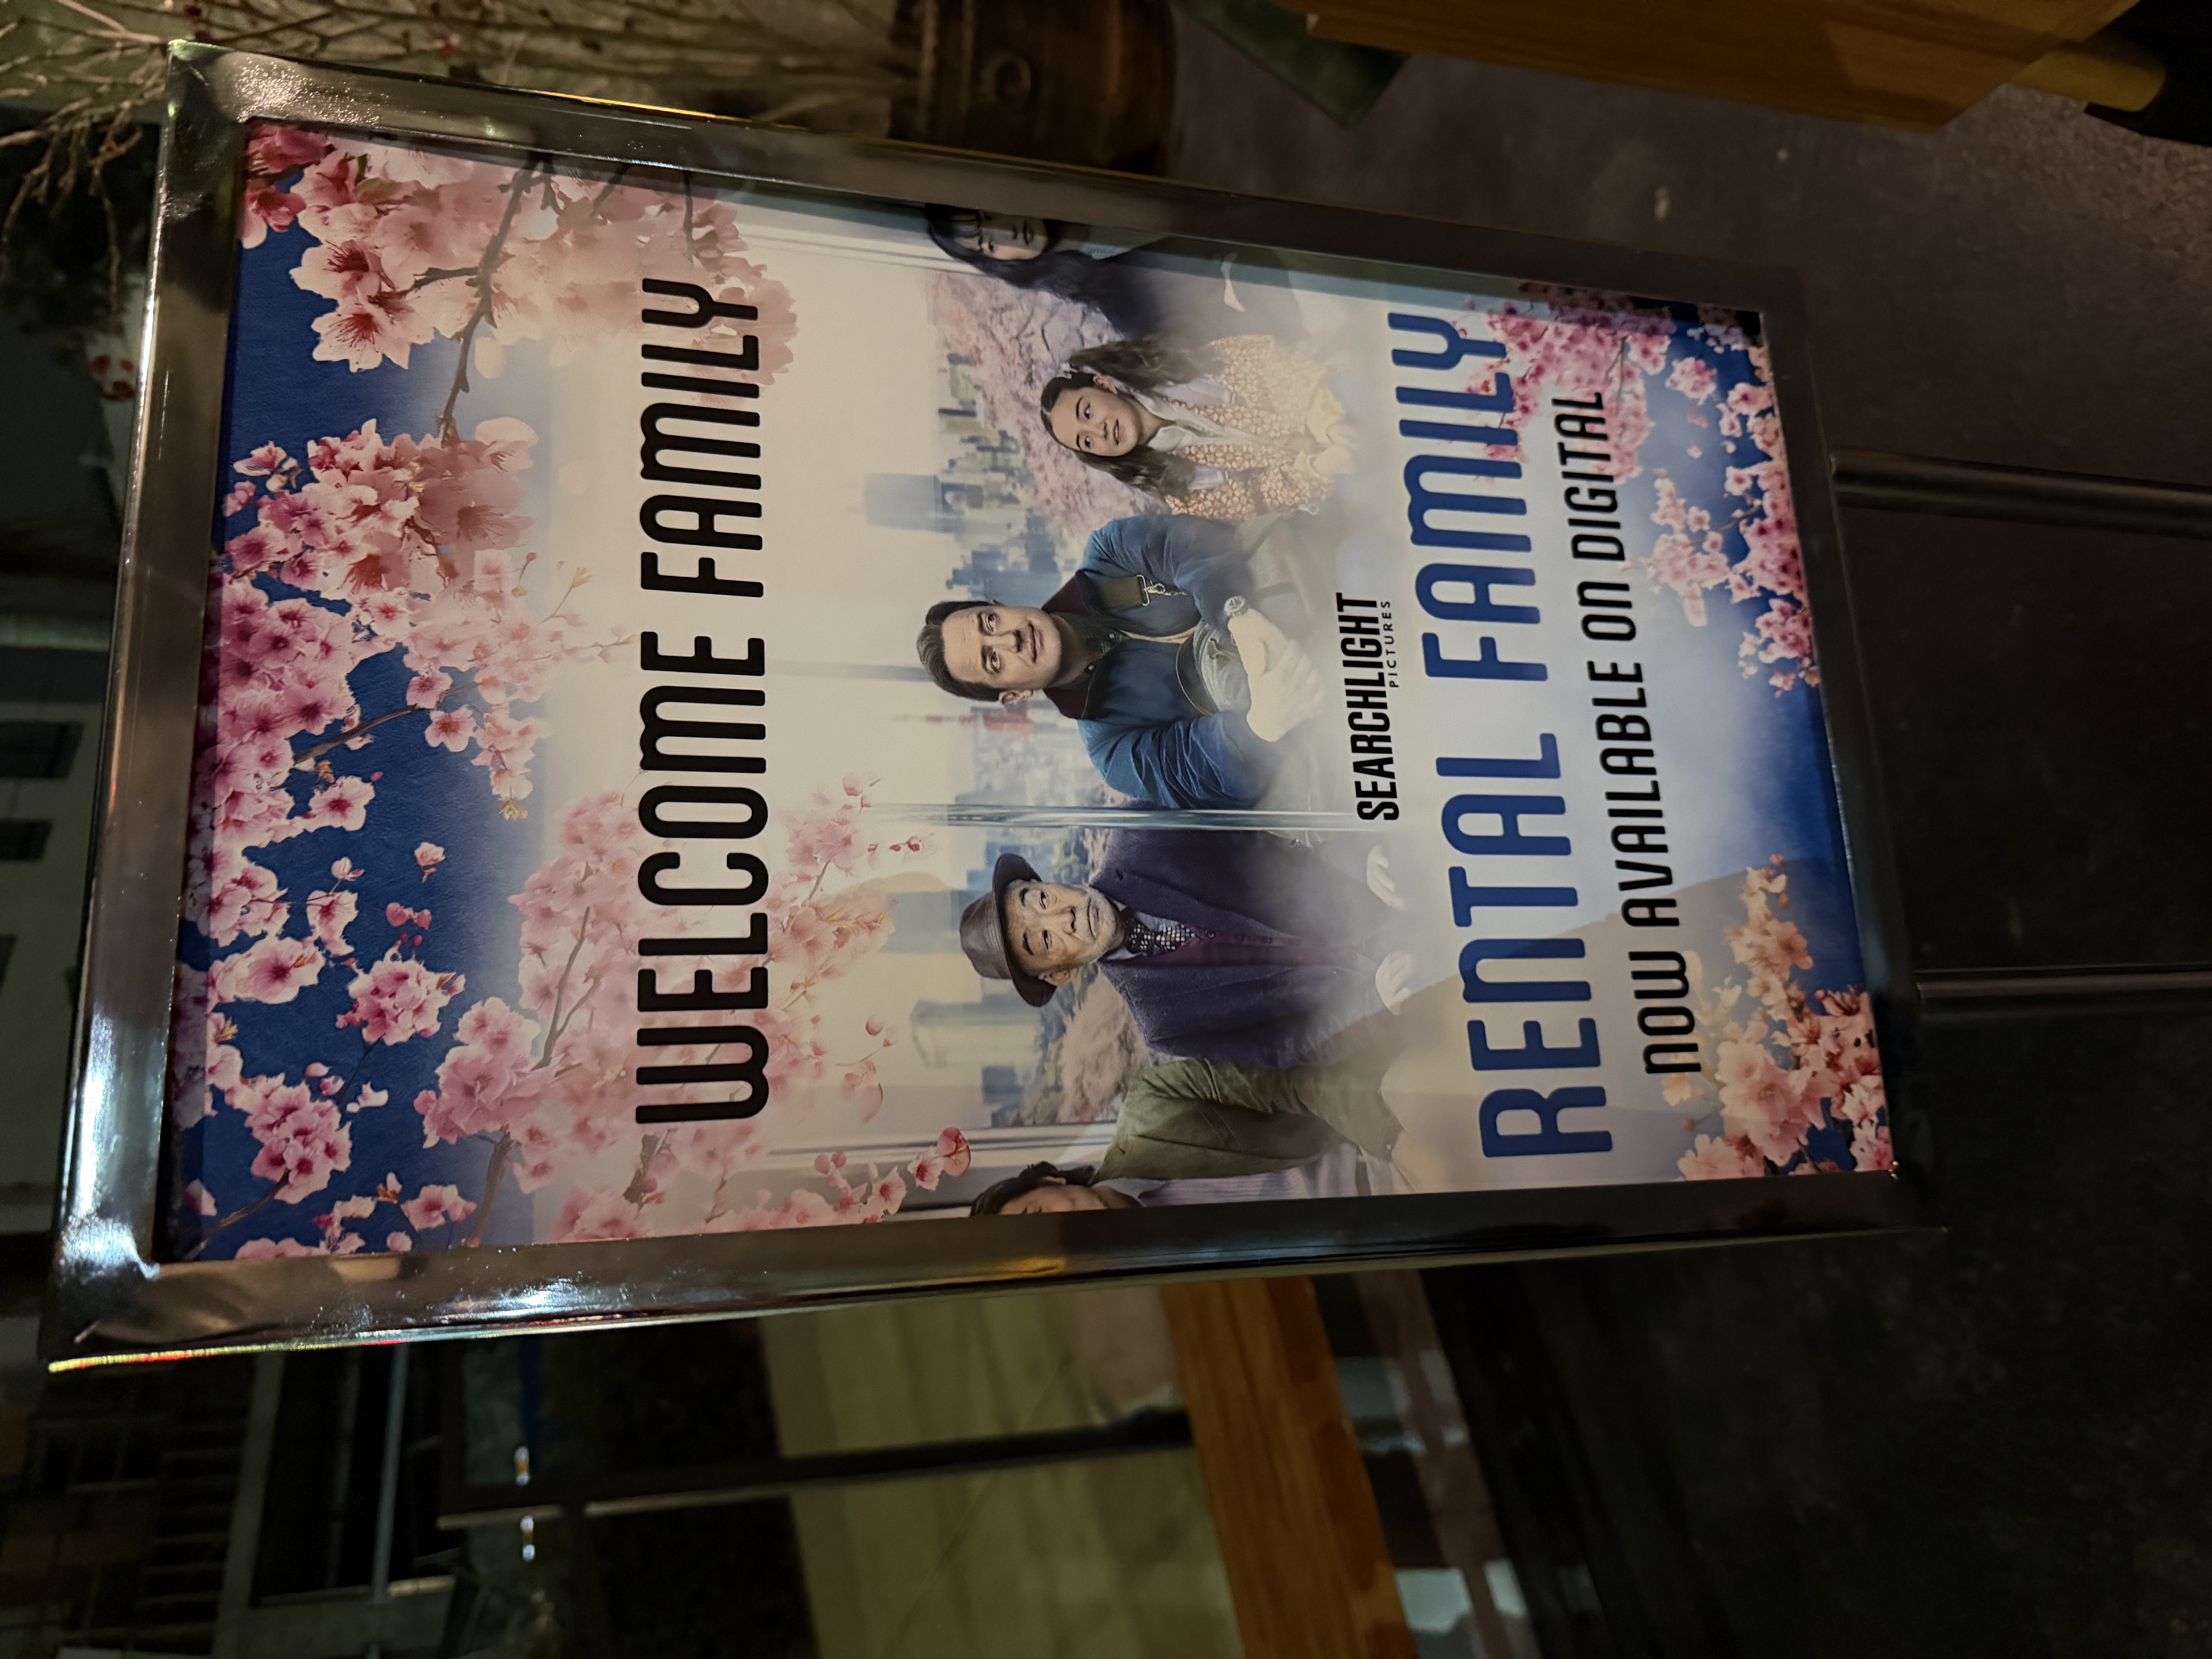 WELCOME FAMILY
SEARCHLIGHT
PICTURES
RENTAL FAMILY
NOW AVAILABLE ON DIGITAL